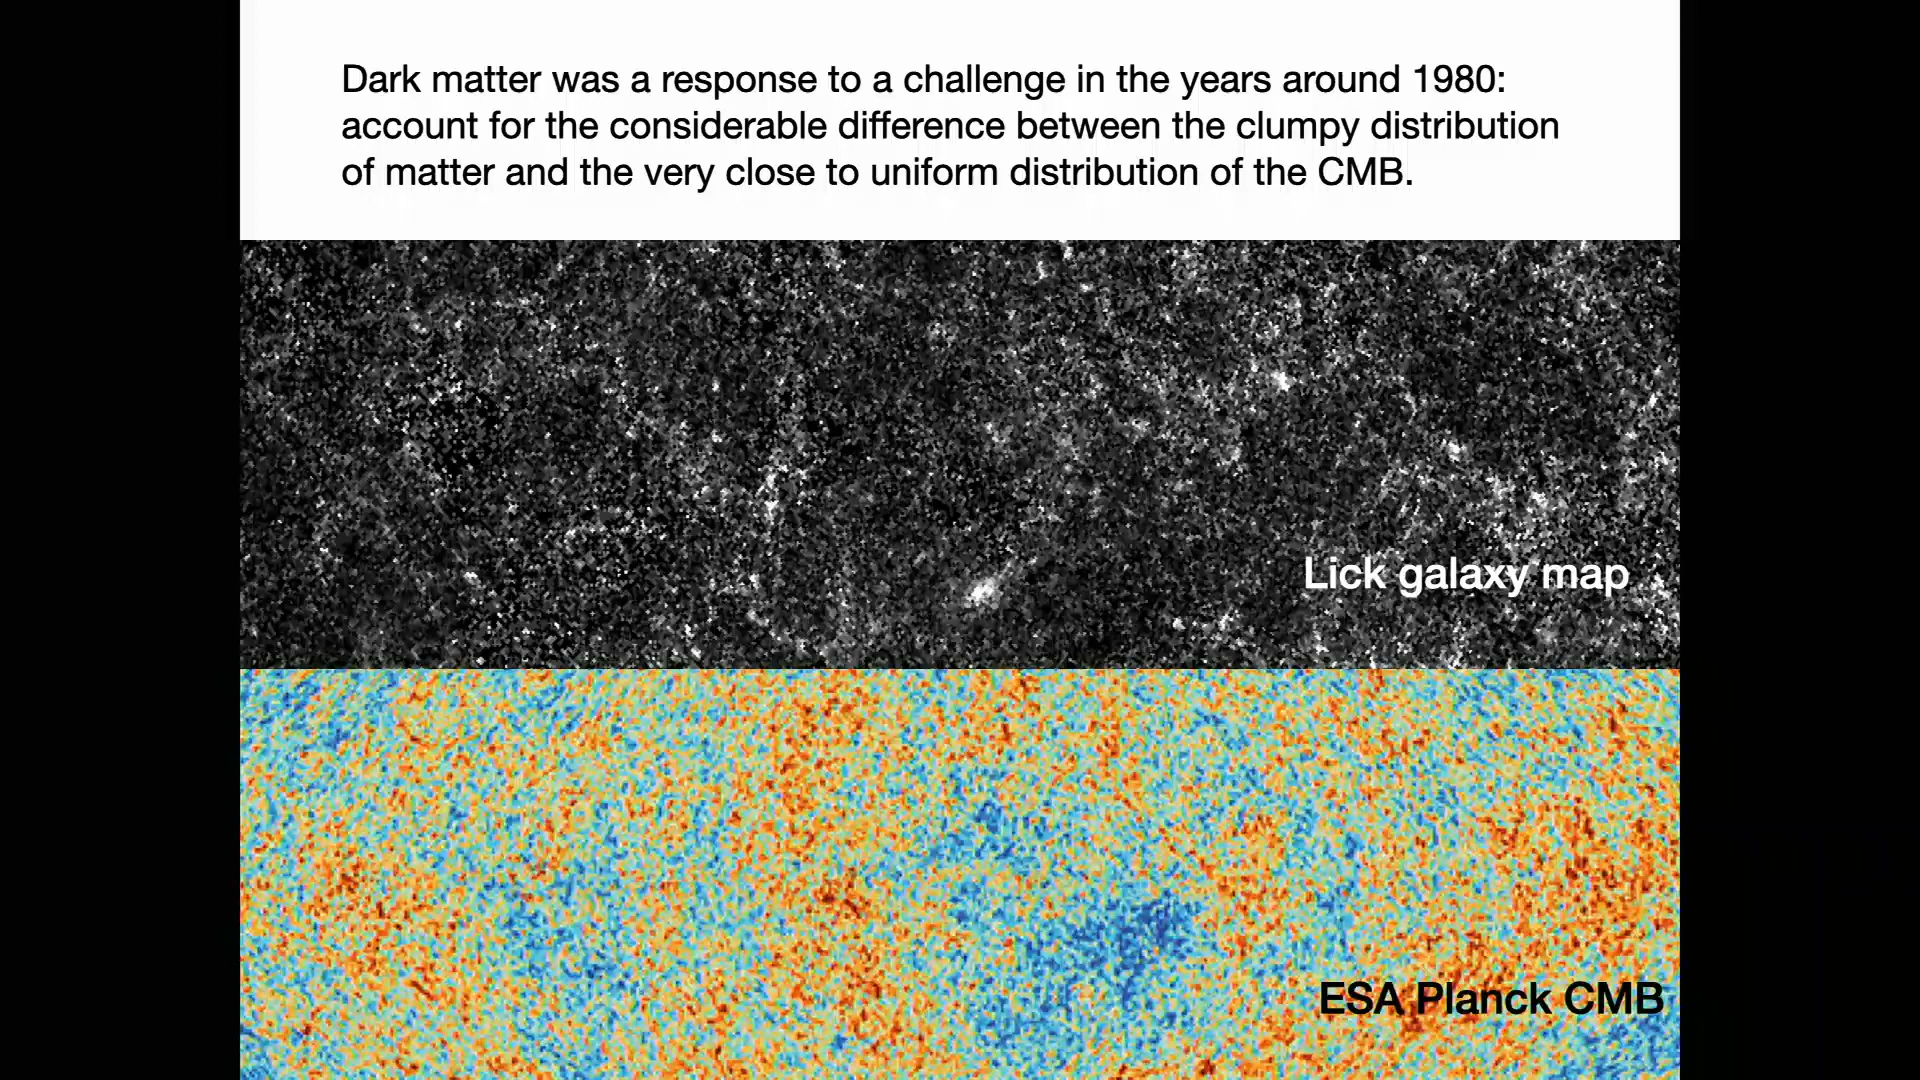 Dark matter was a response to a challenge in the years around 1980:
account for the considerable difference between the clumpy distribution
of matter and the very close to uniform distribution of the CMB.
Lick galaxy map
ESA Planck CMB